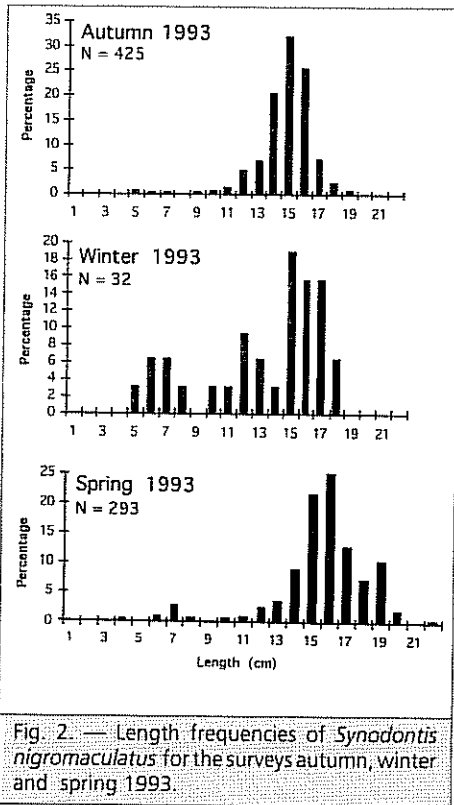 Autumn 1993
N = 425
Percentage
35
30
25
20
15
10
5
0
1 3 5 7 9 11 13 15 17 19 21
Winter 1993
N = 32
Percentage
20
18
16
14
12
10
8
6
4
2
0
1 3 5 7 9 11 13 15 17 19 21
Spring 1993
N = 293
Percentage
25
20
15
10
5
0
1 3 5 7 9 11 13 15 17 19 21
Length (cm)
Fig. 2. — Length frequencies of Synodontis
nigromaculatus for the surveys autumn, winter
and spring 1993.